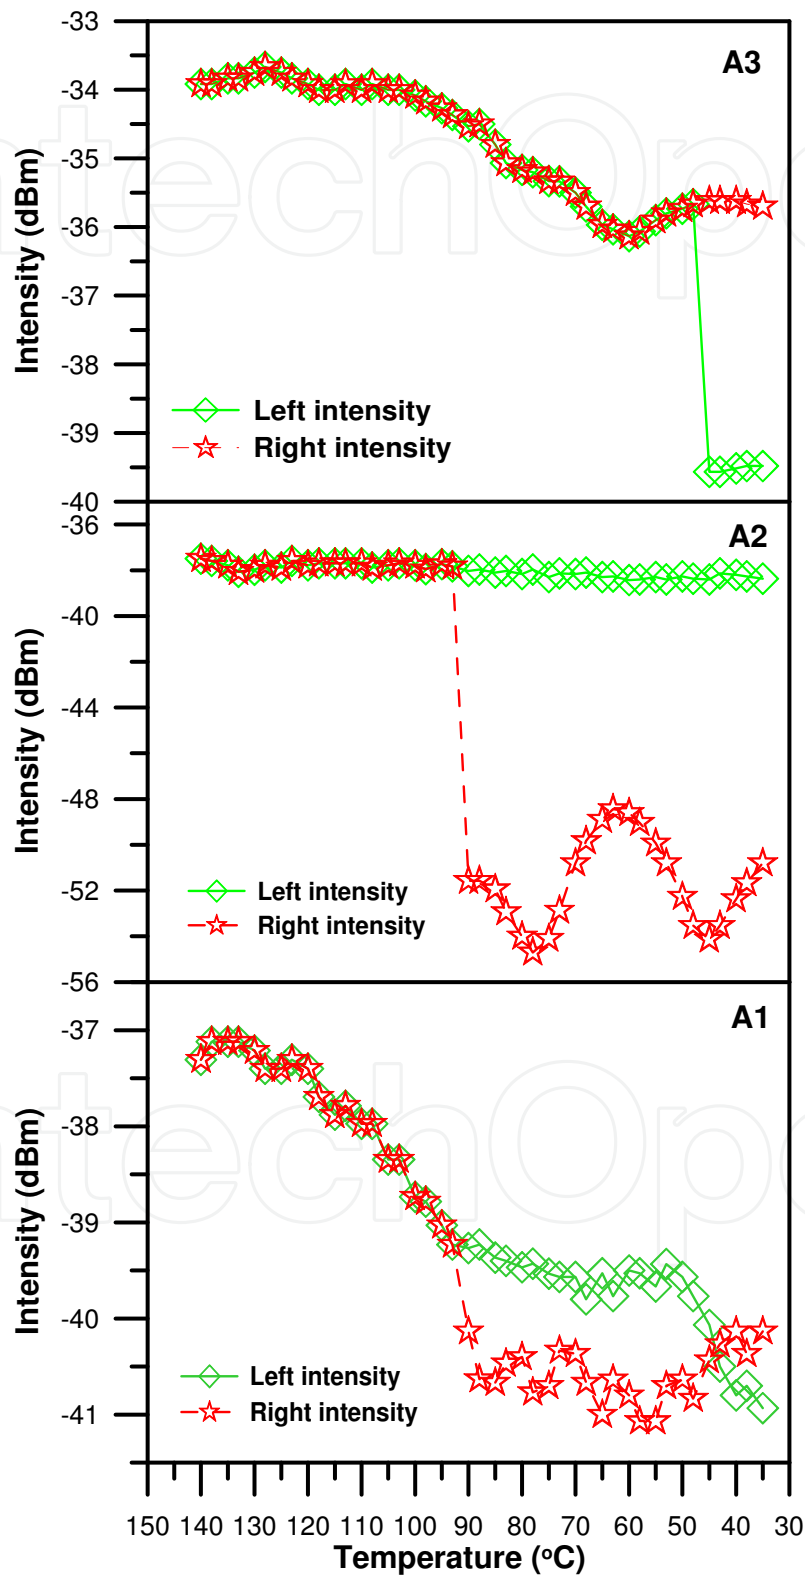 -33
A3
-34
-35
-36
-37
-38
-39
-40
Intensity (dBm)
Left intensity
Right intensity
-36
A2
-40
-44
-48
-52
-56
Intensity (dBm)
Left intensity
Right intensity
A1
-37
-38
-39
-40
-41
Intensity (dBm)
Left intensity
Right intensity
150 140 130 120 110 100 90 80 70 60 50 40 30
Temperature (°C)